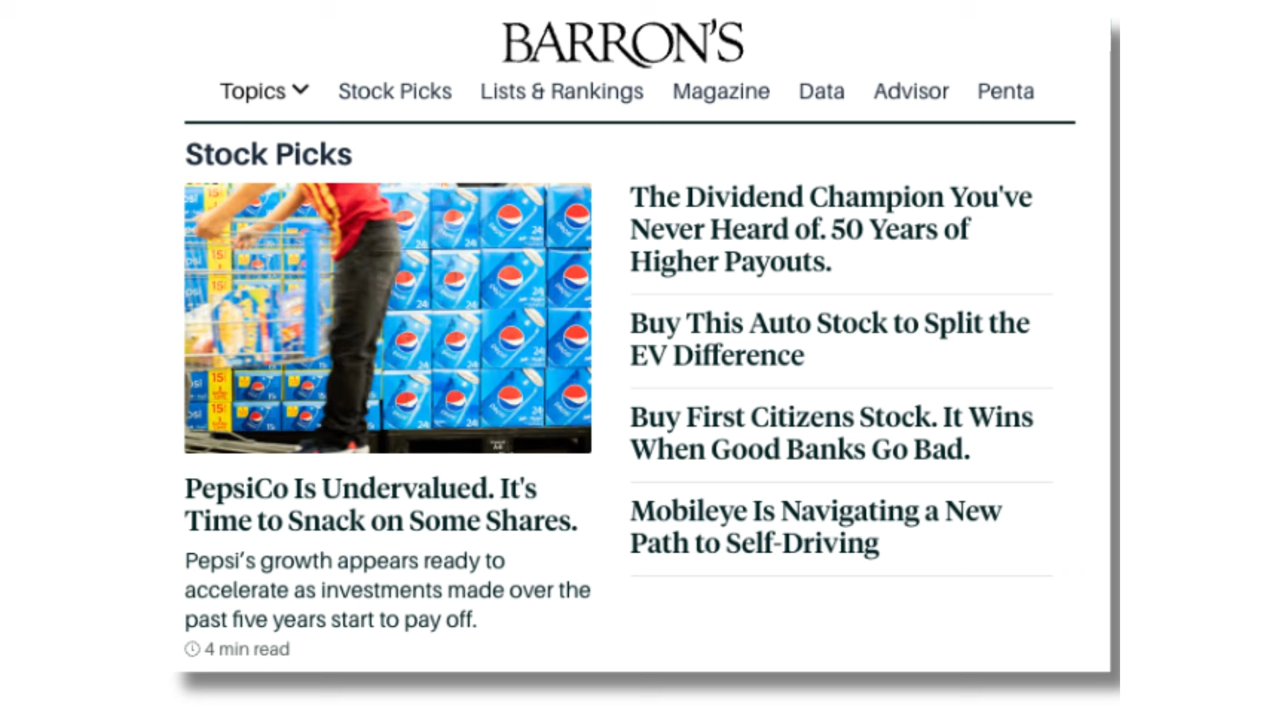 BARRON'S
Topics Stock Picks Lists & Rankings Magazine Data Advisor Penta
Stock Picks
PepsiCo Is Undervalued. It's
Time to Snack on Some Shares.
Pepsi's growth appears ready to
accelerate as investments made over the
past five years start to pay off.
4 min read
The Dividend Champion You've
Never Heard of. 50 Years of
Higher Payouts.
Buy This Auto Stock to Split the
EV Difference
Buy First Citizens Stock. It Wins
When Good Banks Go Bad.
Mobileye Is Navigating a New
Path to Self-Driving